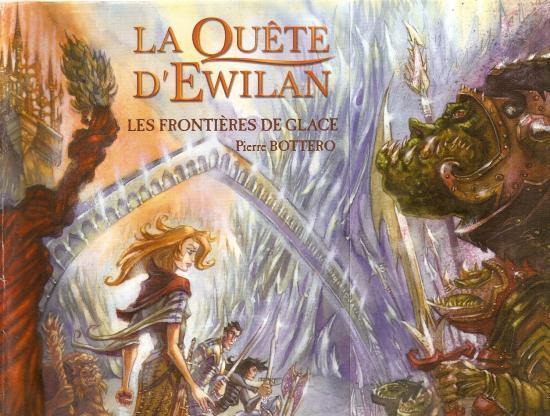 LA QUÊTE
D'EWILAN
LES FRONTIÈRES DE GLACE
Pierre BOTTERO